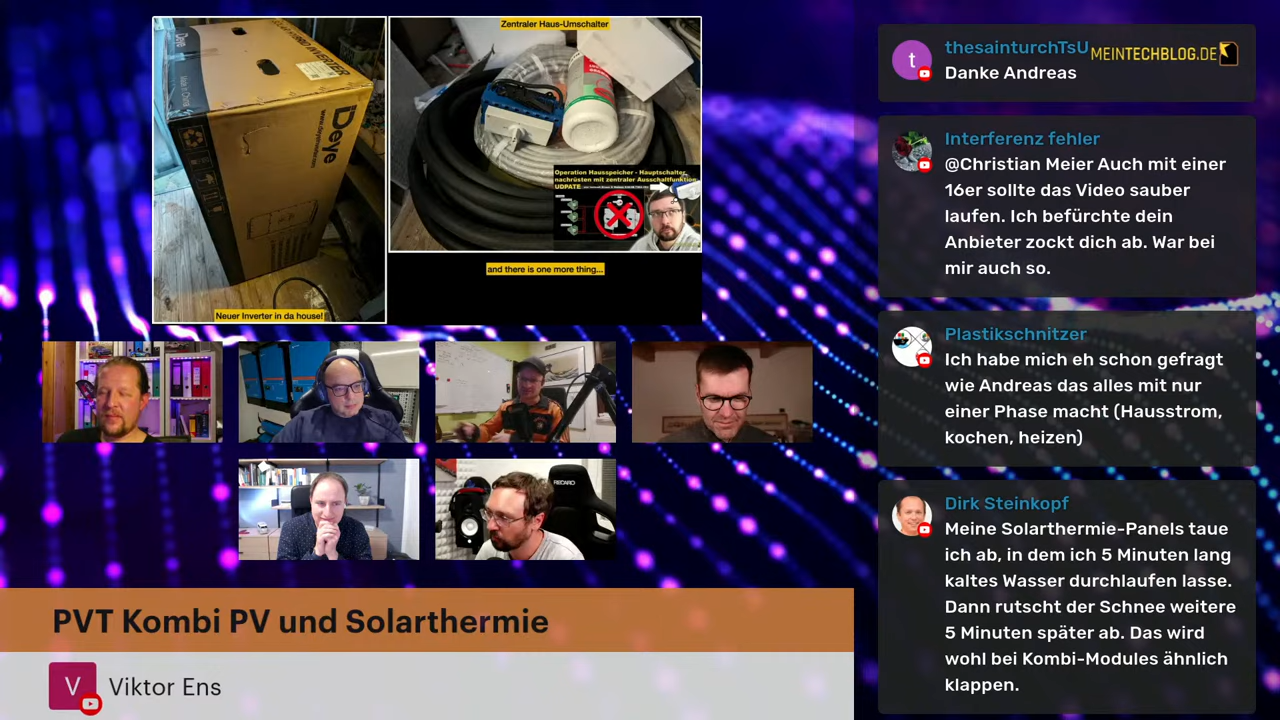 Deye
www.deyeinverter.com
Neuer Inverter in da house!
Zentraler Haus-Umschalter
Operation Hausspeicher - Hauptschalter
nachrüsten mit zentraler Ausschaltfunktion
UDPATE
and there is one more thing...
RECARO
PVT Kombi PV und Solarthermie
V
Viktor Ens
t
thesainturchTsU
MEINTECHBLOG.DE
Danke Andreas
Interferenz fehler
@Christian Meier Auch mit einer
16er sollte das Video sauber
laufen. Ich befürchte dein
Anbieter zockt dich ab. War bei
mir auch so.
Plastikschnitzer
Ich habe mich eh schon gefragt
wie Andreas das alles mit nur
einer Phase macht (Hausstrom,
kochen, heizen)
Dirk Steinkopf
Meine Solarthermie-Panels taue
ich ab, in dem ich 5 Minuten lang
kaltes Wasser durchlaufen lasse.
Dann rutscht der Schnee weitere
5 Minuten später ab. Das wird
wohl bei Kombi-Modules ähnlich
klappen.